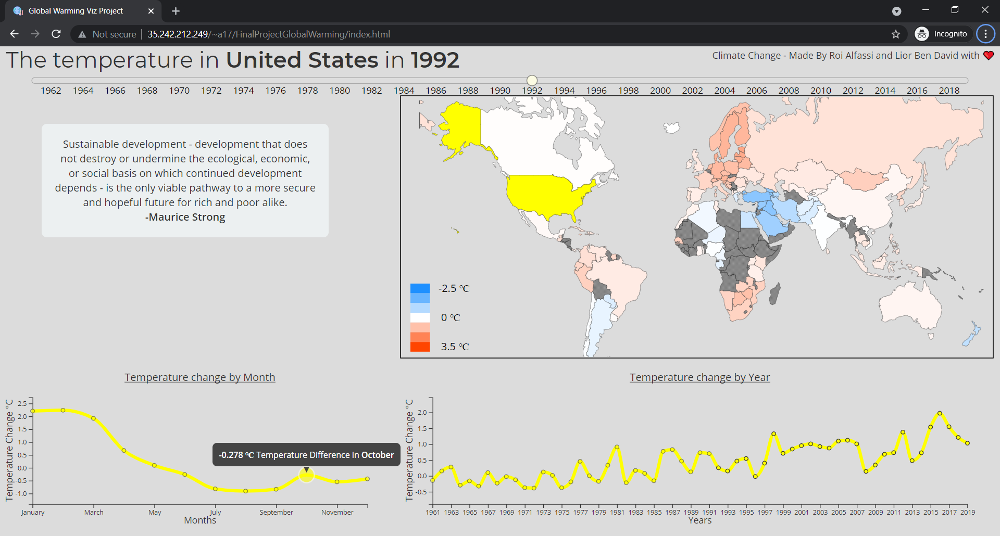 Global Warming Viz Project
Not secure | 35.242.212.249/~a17/FinalProjectGlobalWarming/index.html
Incognito
The temperature in United States in 1992
Climate Change - Made By Roi Alfassi and Lior Ben David with ❤
1962 1964 1966 1968 1970 1972 1974 1976 1978 1980 1982 1984 1986 1988 1990 1992 1994 1996 1998 2000 2002 2004 2006 2008 2010 2012 2014 2016 2018
Sustainable development - development that does
not destroy or undermine the ecological, economic,
or social basis on which continued development
depends - is the only viable pathway to a more secure
and hopeful future for rich and poor alike.
-Maurice Strong
-2.5 °C
0 °C
3.5 °C
Temperature change by Month
Temperature Change °C
2.5
2.0
1.5
1.0
0.5
0.0
-0.5
-1.0
-0.278 °C Temperature Difference in October
January March May July September November
Months
Temperature change by Year
Temperature Change °C
2.0
1.5
1.0
0.5
0.0
-0.5
1961 1963 1965 1967 1969 1971 1973 1975 1977 1979 1981 1983 1985 1987 1989 1991 1993 1995 1997 1999 2001 2003 2005 2007 2009 2011 2013 2015 2017 2019
Years